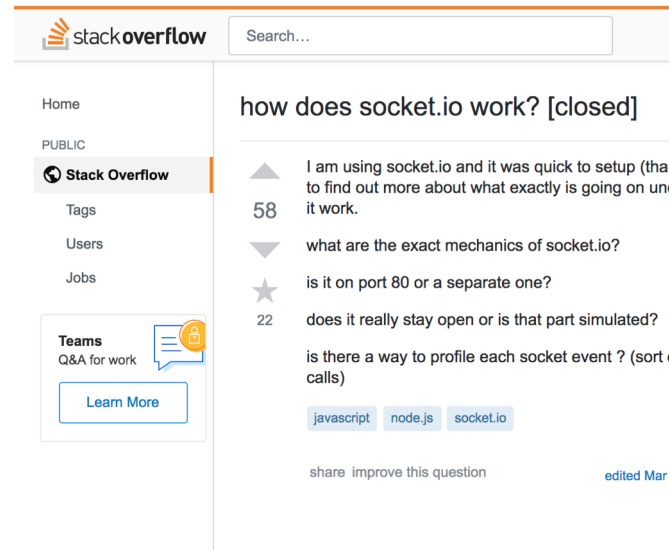 stackoverflow
Search...
Home
PUBLIC
Stack Overflow
Tags
Users
Jobs
Teams
Q&A for work
Learn More
how does socket.io work? [closed]
58
22
I am using socket.io and it was quick to setup
to find out more about what exactly is going on
it work.
what are the exact mechanics of socket.io?
is it on port 80 or a separate one?
does it really stay open or is that part simulated?
is there a way to profile each socket event ? (sort
calls)
javascript node.js socket.io
share improve this question
edited Mar